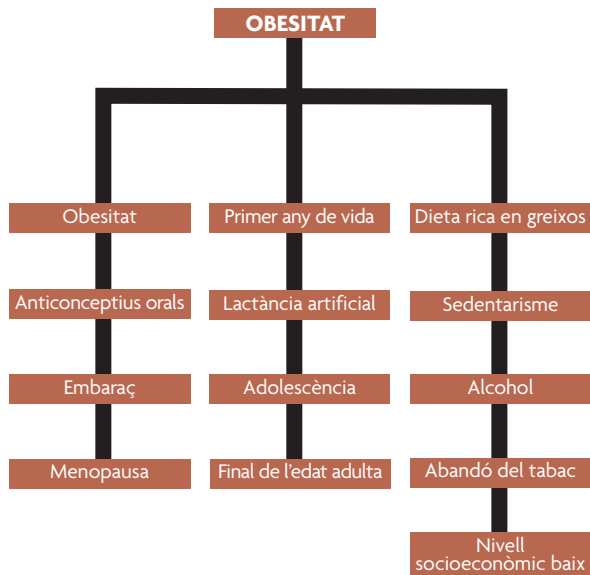 OBESITAT
Obesitat
Primer any de vida
Dieta rica en greixos
Anticonceptius orals
Lactància artificial
Sedentarisme
Embaraç
Adolescència
Alcohol
Menopausa
Final de l'edat adulta
Abandó del tabac
Nivell
socioeconòmic baix